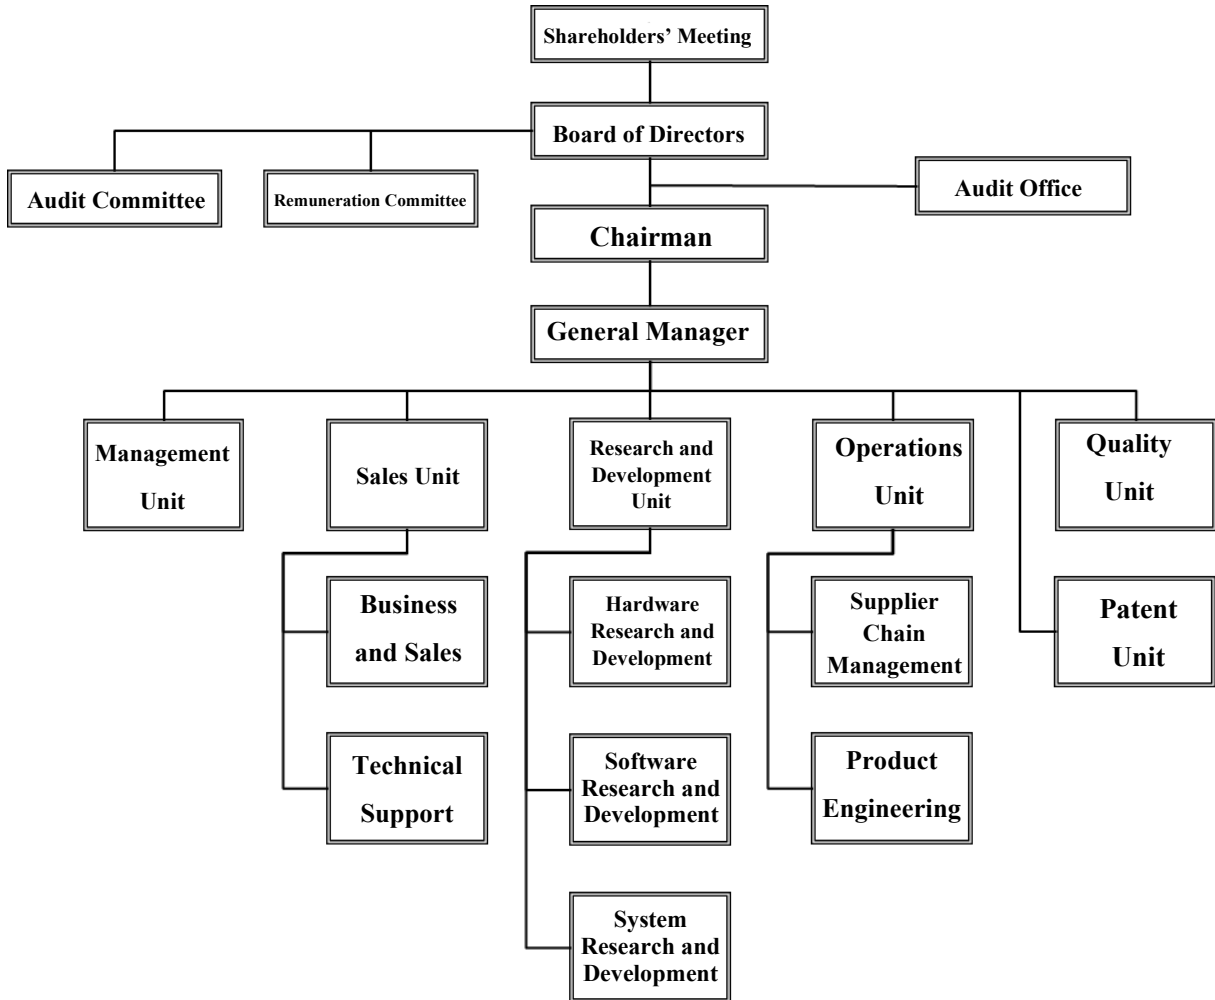 Shareholders’ Meeting
Board of Directors
Audit Committee
Remuneration Committee
Audit Office
Chairman
General Manager
Management
Unit
Sales Unit
Research and
Development
Unit
Operations
Unit
Quality
Unit
Business
and Sales
Hardware
Research and
Development
Supplier
Chain
Management
Patent
Unit
Technical
Support
Software
Research and
Development
Product
Engineering
System
Research and
Development